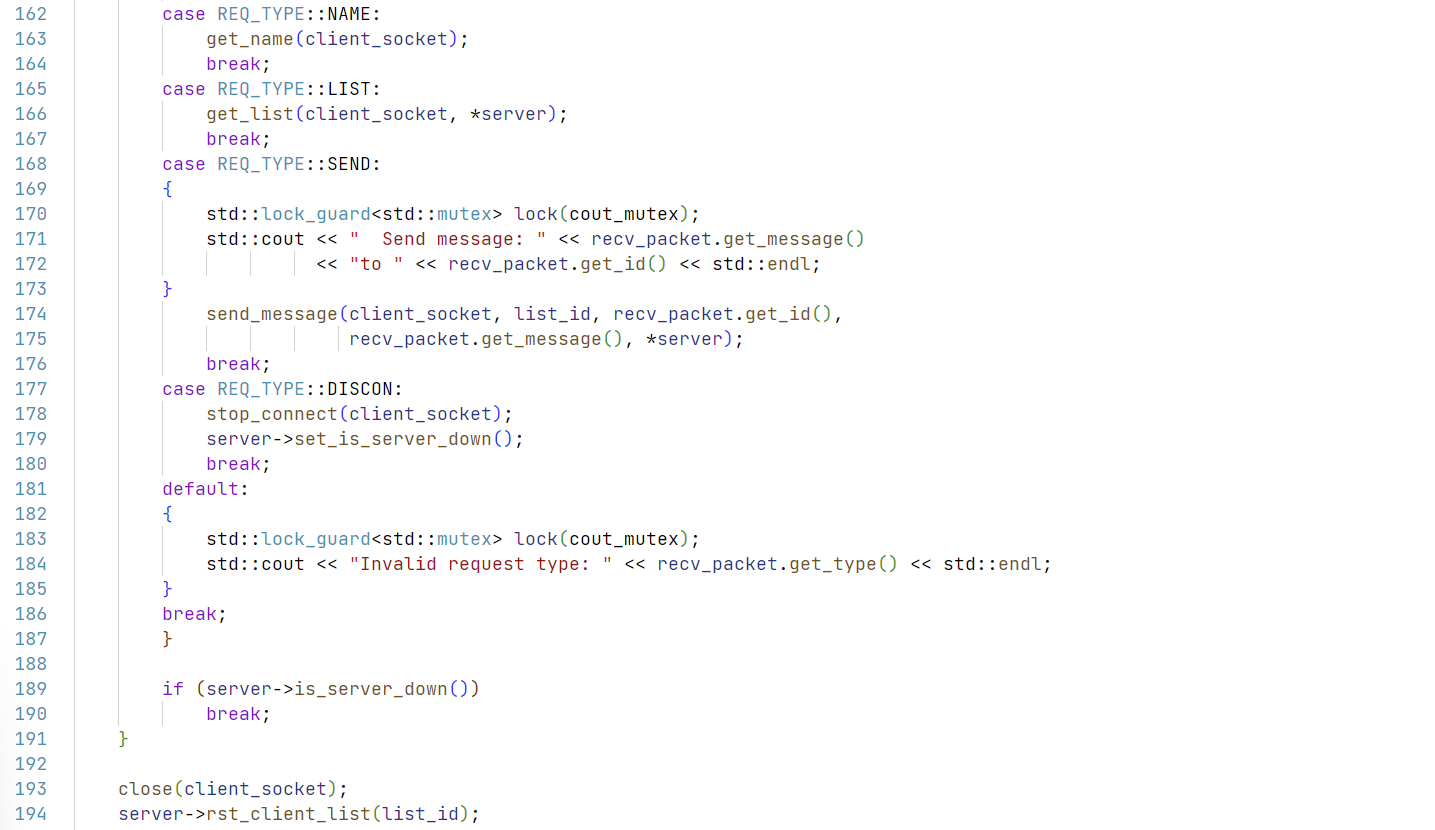 162 case REQ_TYPE::NAME:
163 get_name(client_socket);
164 break;
165 case REQ_TYPE::LIST:
166 get_list(client_socket, *server);
167 break;
168 case REQ_TYPE::SEND:
169 {
170 std::lock_guard<std::mutex> lock(cout_mutex);
171 std::cout << "  Send message: " << recv_packet.get_message()
172 << "to " << recv_packet.get_id() << std::endl;
173 }
174 send_message(client_socket, list_id, recv_packet.get_id(),
175 recv_packet.get_message(), *server);
176 break;
177 case REQ_TYPE::DISCON:
178 stop_connect(client_socket);
179 server->set_is_server_down();
180 break;
181 default:
182 {
183 std::lock_guard<std::mutex> lock(cout_mutex);
184 std::cout << "Invalid request type: " << recv_packet.get_type() << std::endl;
185 }
186 break;
187 }
188
189 if (server->is_server_down())
190 break;
191 }
192
193 close(client_socket);
194 server->rst_client_list(list_id);